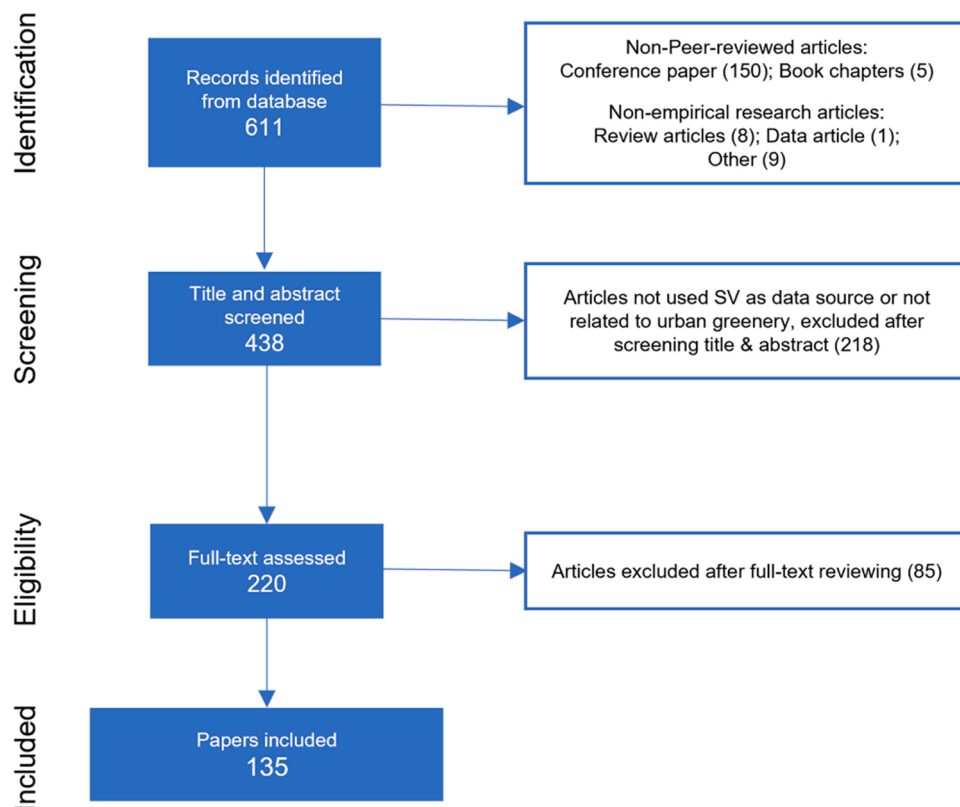 Identification
Records identified
from database
611
Non-Peer-reviewed articles:
Conference paper (150); Book chapters (5)
Non-empirical research articles:
Review articles (8); Data article (1);
Other (9)
Screening
Title and abstract
screened
438
Articles not used SV as data source or not
related to urban greenery, excluded after
screening title & abstract (218)
Eligibility
Full-text assessed
220
Articles excluded after full-text reviewing (85)
Included
Papers included
135